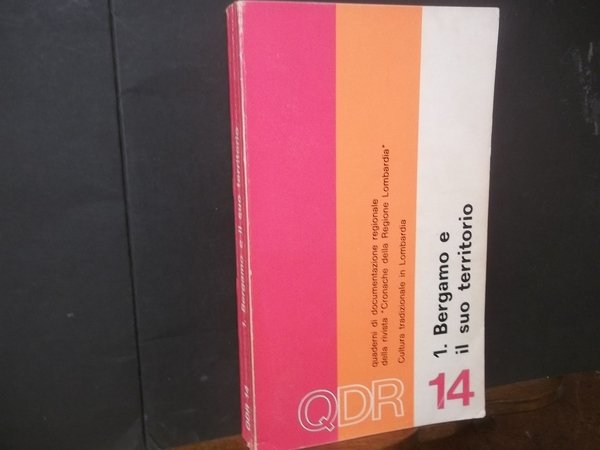 quaderni di documentazione regionale
della rivista "Cronache della Regione Lombardia"
Cultura tradizionale in Lombardia
1. Bergamo e
il suo territorio
QDR
14
QDR 14
1. Bergamo e il suo territorio